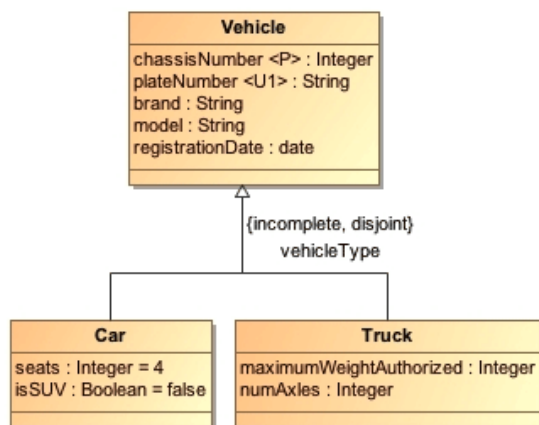 Vehicle
chassisNumber <P> : Integer
plateNumber <U1> : String
brand : String
model : String
registrationDate : date
{incomplete, disjoint}
vehicleType
Car
seats : Integer = 4
isSUV : Boolean = false
Truck
maximumWeightAuthorized : Integer
numAxles : Integer